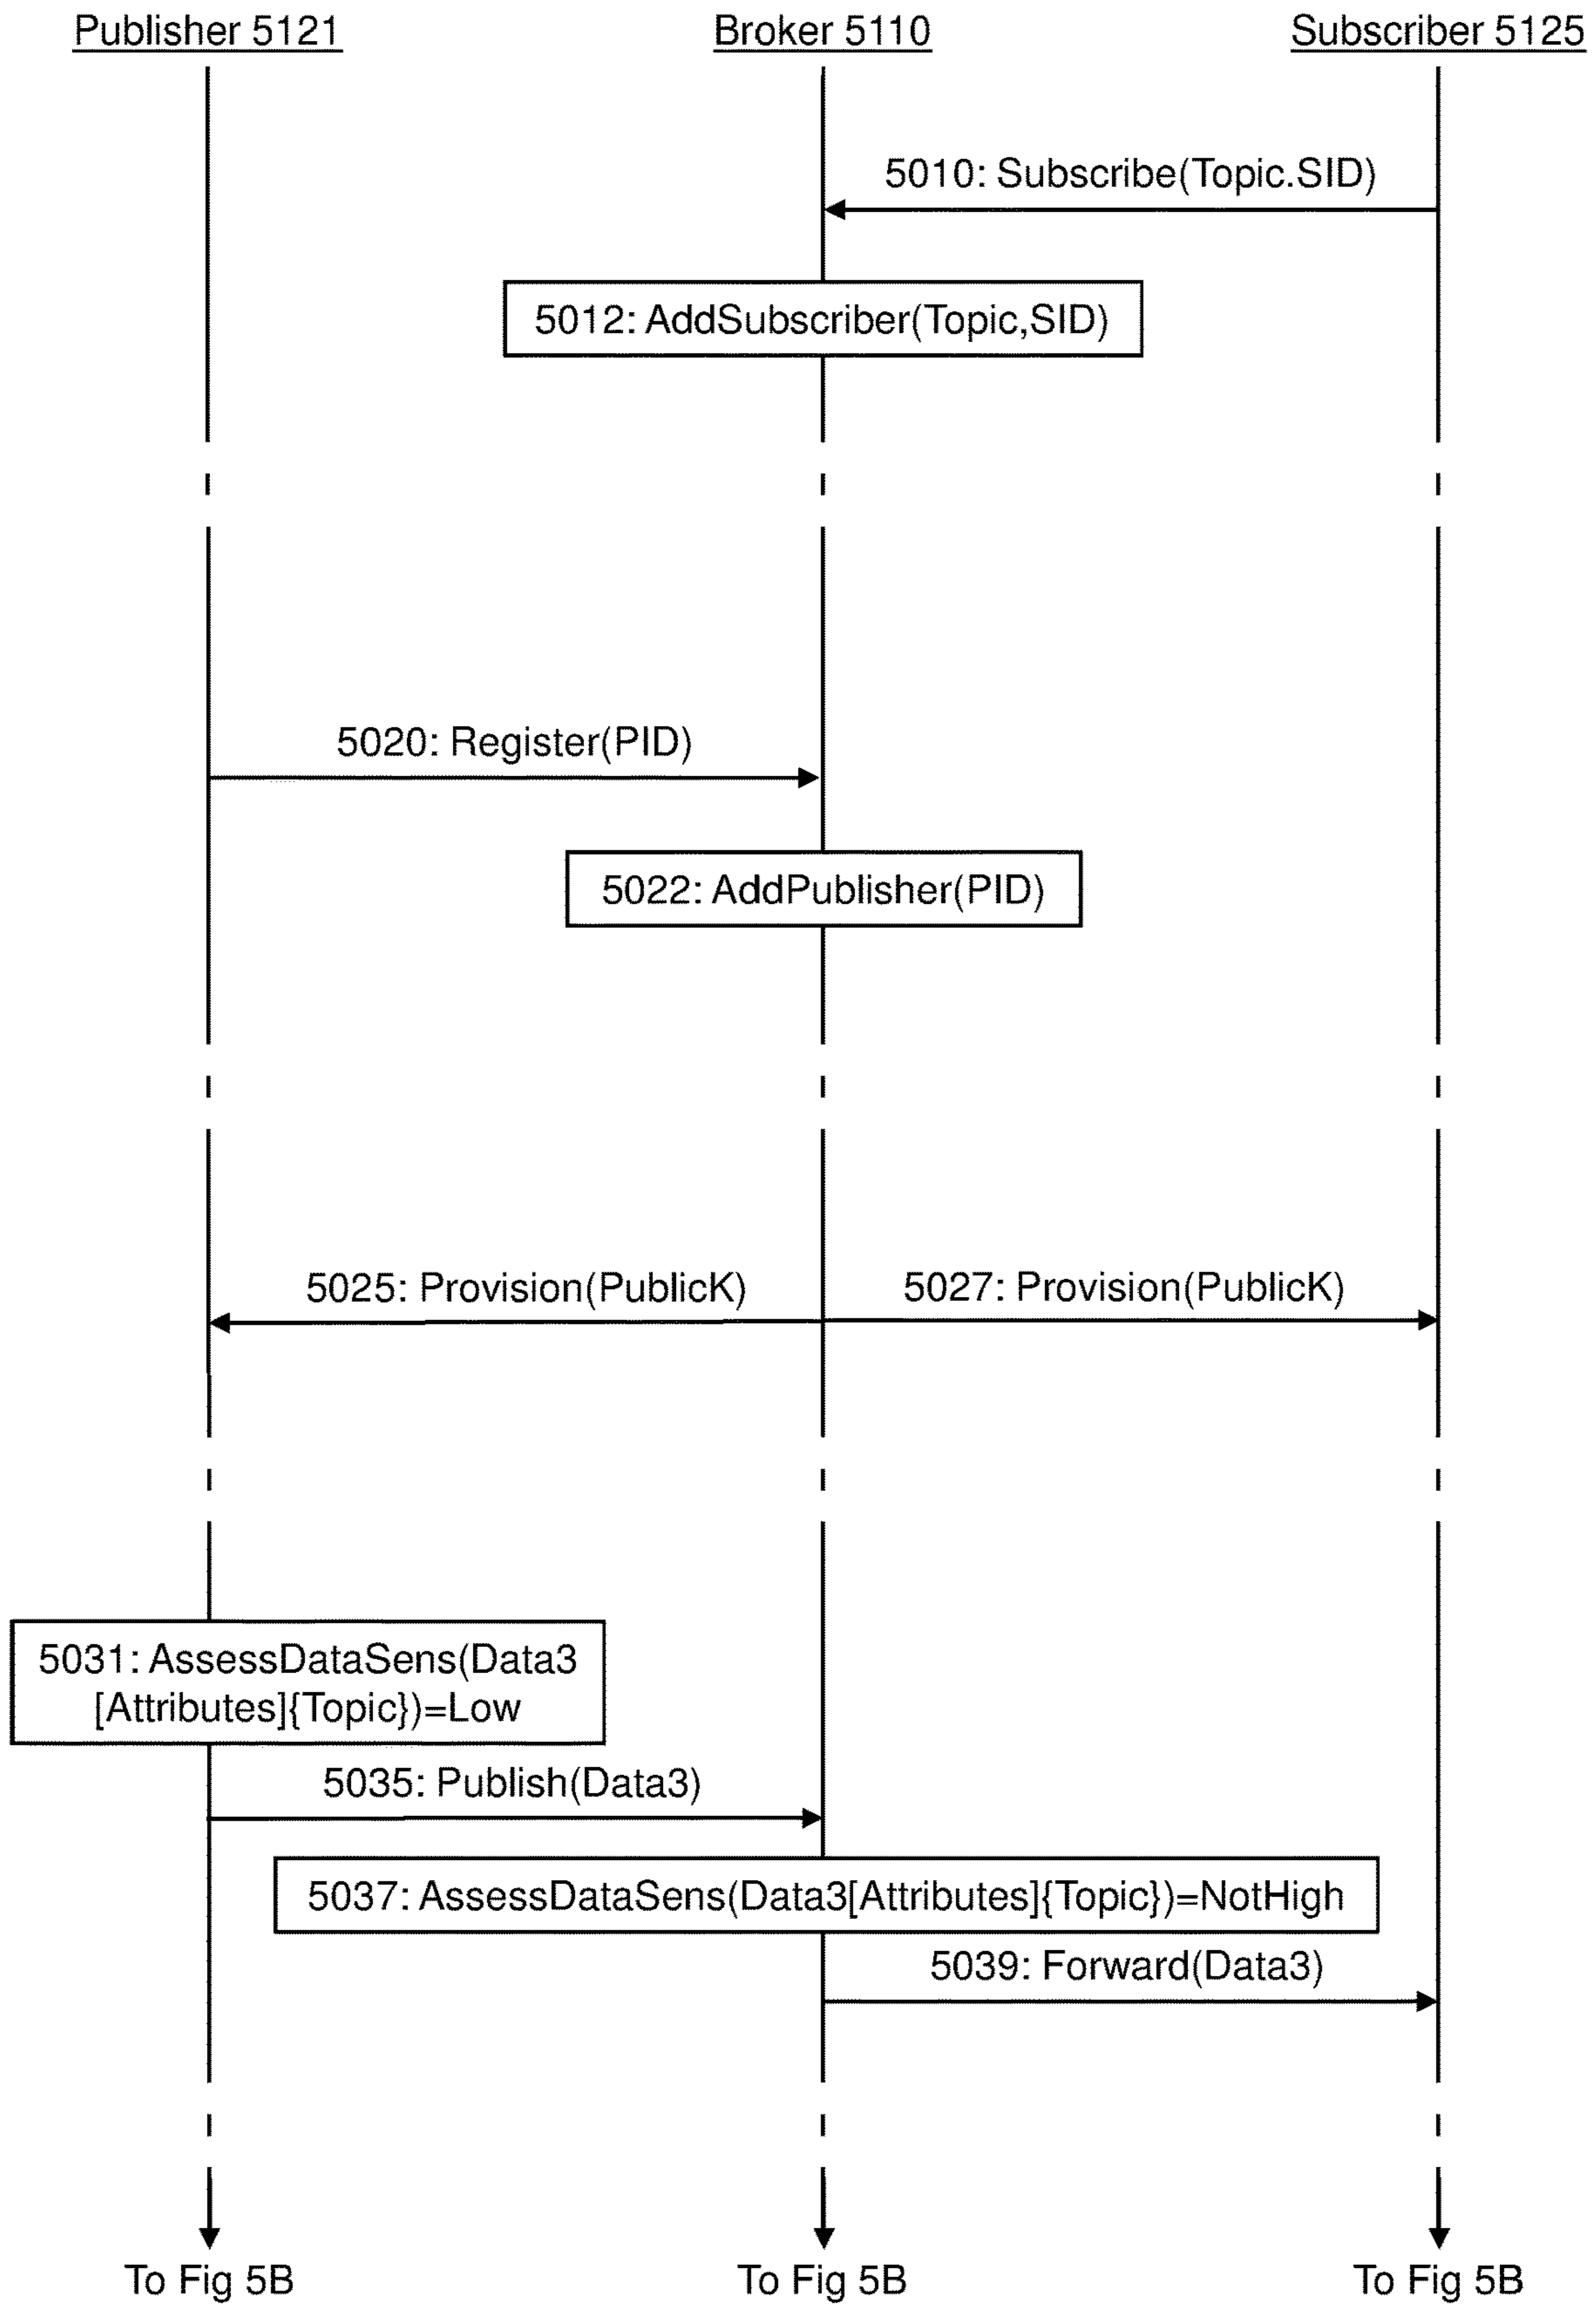 Publisher 5121
Broker 5110
Subscriber 5125
5010: Subscribe(Topic.SID)
5012: AddSubscriber(Topic,SID)
5020: Register(PID)
5022: AddPublisher(PID)
5025: Provision(PublicK)
5027: Provision(PublicK)
5031: AssessDataSens(Data3
[Attributes]{Topic})=Low
5035: Publish(Data3)
5037: AssessDataSens(Data3[Attributes]{Topic})=NotHigh
5039: Forward(Data3)
To Fig 5B
To Fig 5B
To Fig 5B